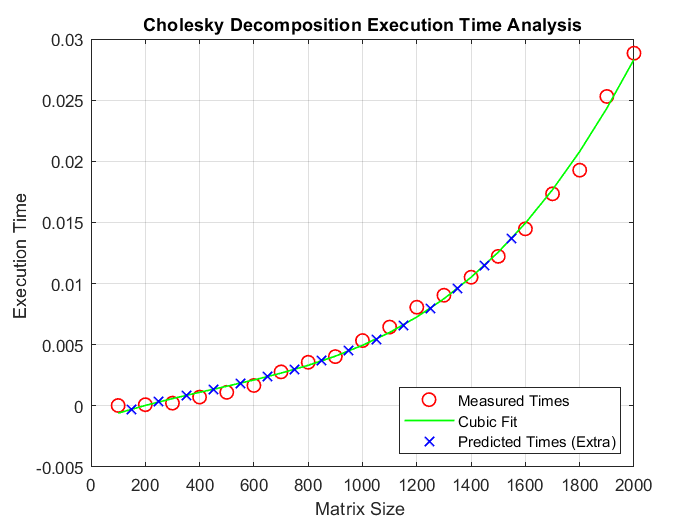 Cholesky Decomposition Execution Time Analysis
0.03
0.025
0.02
0.015
0.01
0.005
0
-0.005
Execution Time
0 200 400 600 800 1000 1200 1400 1600 1800 2000
Matrix Size
Measured Times
Cubic Fit
Predicted Times (Extra)